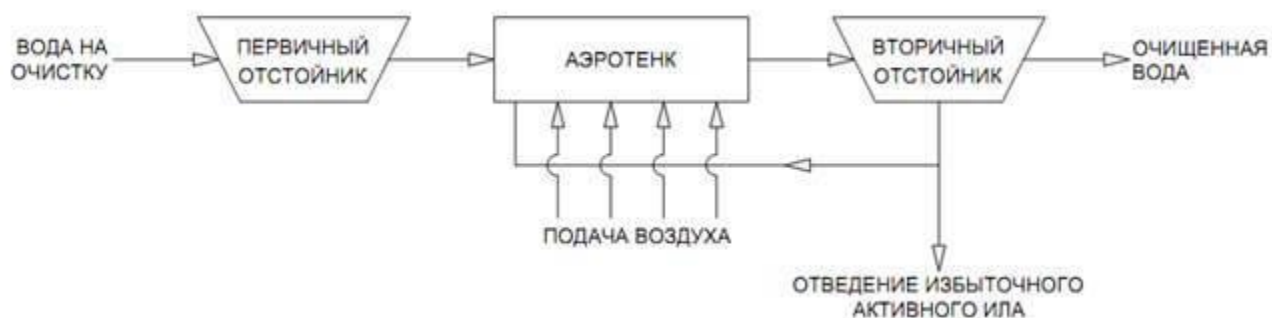 ВОДА НА
ОЧИСТКУ
ПЕРВИЧНЫЙ
ОТСТОЙНИК
АЭРОТЕНК
ВТОРИЧНЫЙ
ОТСТОЙНИК
ОЧИЩЕННАЯ
ВОДА
ПОДАЧА ВОЗДУХА
ОТВЕДЕНИЕ ИЗБЫТОЧНОГО
АКТИВНОГО ИЛА